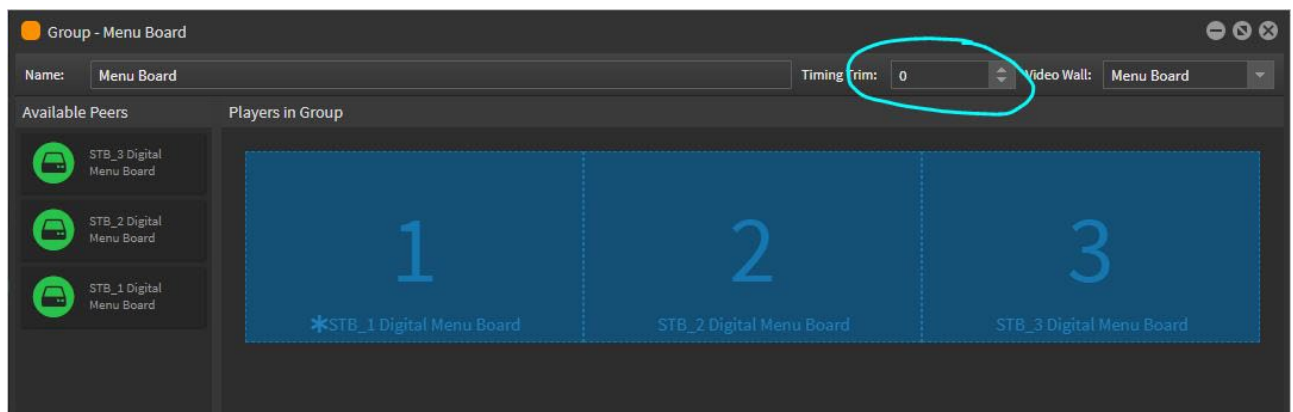 Group - Menu Board
Name: Menu Board Timing Trim: 0 Video Wall: Menu Board
Available Peers Players in Group
STB_3 Digital
Menu Board
STB_2 Digital
Menu Board
STB_1 Digital
Menu Board
1 2 3
✱STB_1 Digital Menu Board STB_2 Digital Menu Board STB_3 Digital Menu Board